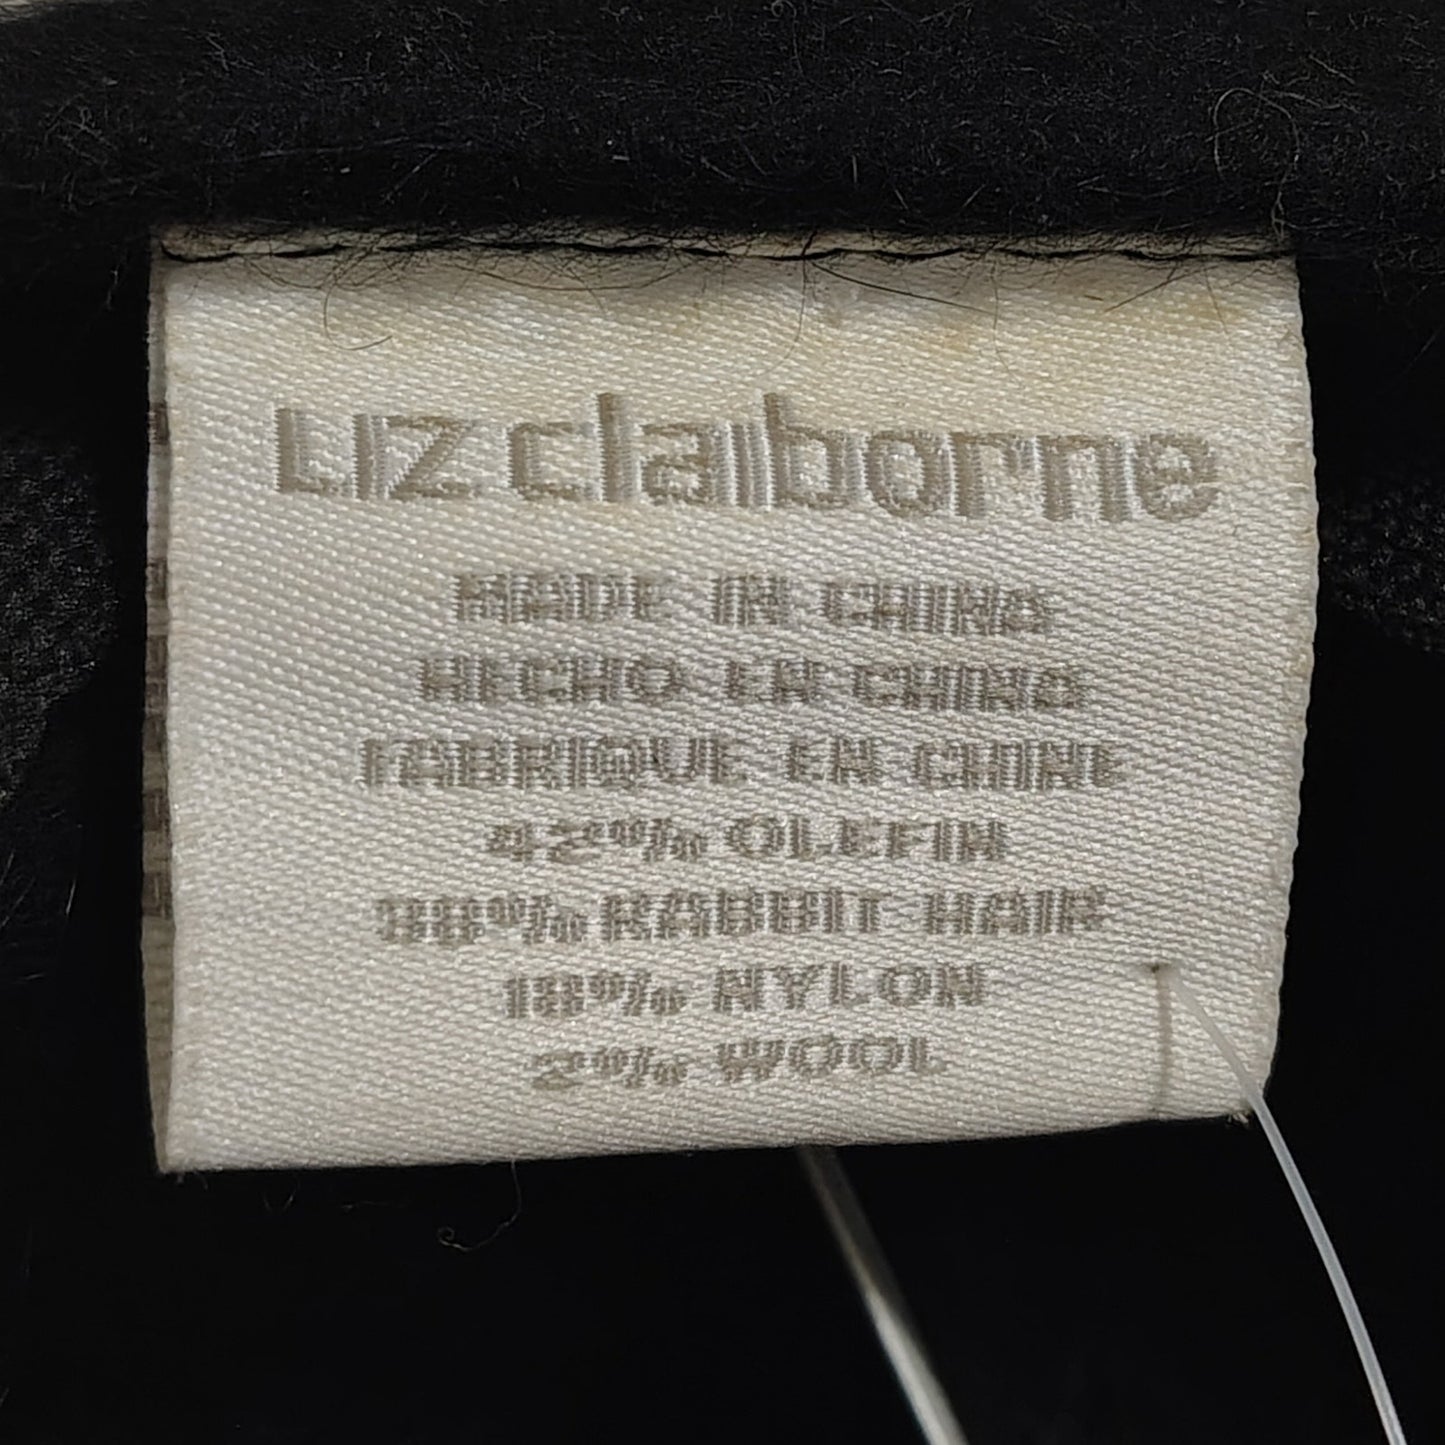 Liz claiborne
MADE IN CHINA
HECHO EN CHINA
FABRIQUE EN CHINE
42% OLEFIN
38% RABBIT HAIR
18% NYLON
2% WOOL